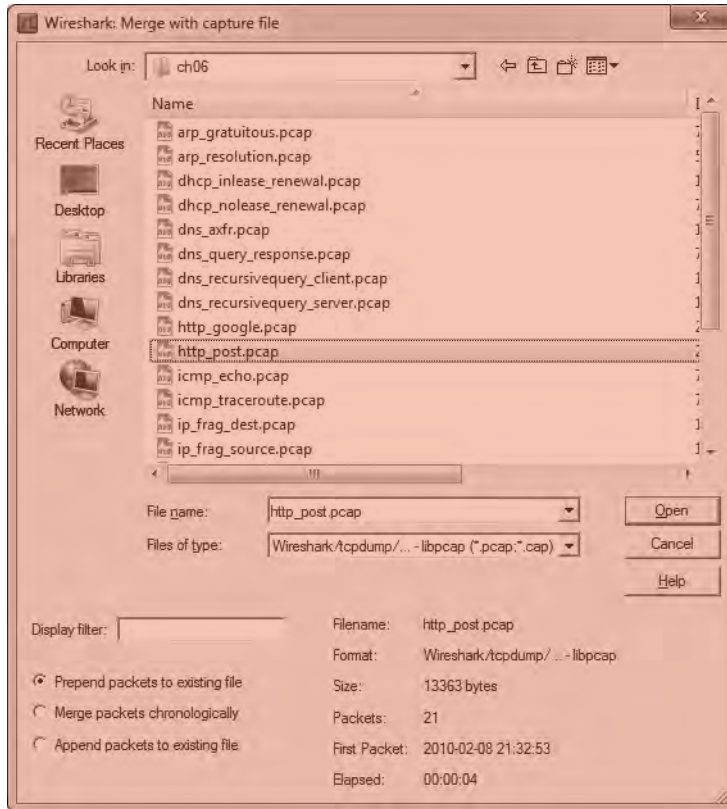 Wireshark: Merge with capture file
Look in: ch06
Recent Places
Desktop
Libraries
Computer
Network
Name
arp_gratuitous.pcap
arp_resolution.pcap
dhcp_inlease_renewal.pcap
dhcp_nolease_renewal.pcap
dns_axfr.pcap
dns_query_response.pcap
dns_recursivequery_client.pcap
dns_recursivequery_server.pcap
http_google.pcap
http_post.pcap
icmp_echo.pcap
icmp_traceroute.pcap
ip_frag_dest.pcap
ip_frag_source.pcap
File name: http_post.pcap
Open
Files of type: Wireshark/tcpdump/... - libpcap (*.pcap;*.cap)
Cancel
Help
Display filter:
Prepend packets to existing file
Merge packets chronologically
Append packets to existing file
Filename: http_post.pcap
Format: Wireshark/tcpdump/... - libpcap
Size: 13363 bytes
Packets: 21
First Packet: 2010-02-08 21:32:53
Elapsed: 00:00:04